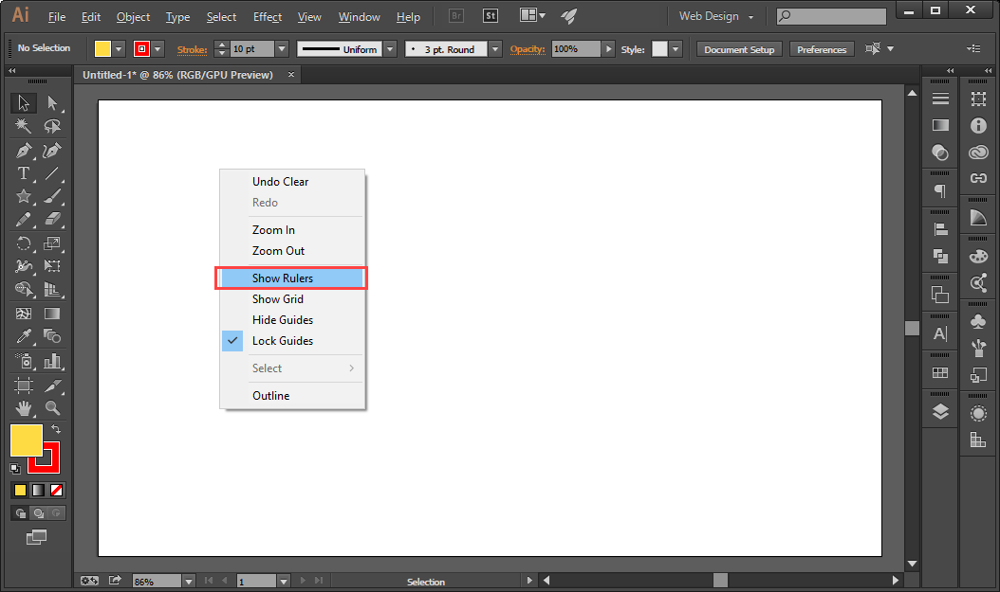 Ai File Edit Object Type Select Effect View Window Help Br St Web Design
No Selection Stroke: 10 pt Uniform 3 pt. Round Opacity: 100% Style: Document Setup Preferences
Untitled-1* @ 86% (RGB/GPU Preview) ×
Undo Clear
Redo
Zoom In
Zoom Out
Show Rulers
Show Grid
Hide Guides
Lock Guides
Select
Outline
86% 1 Selection